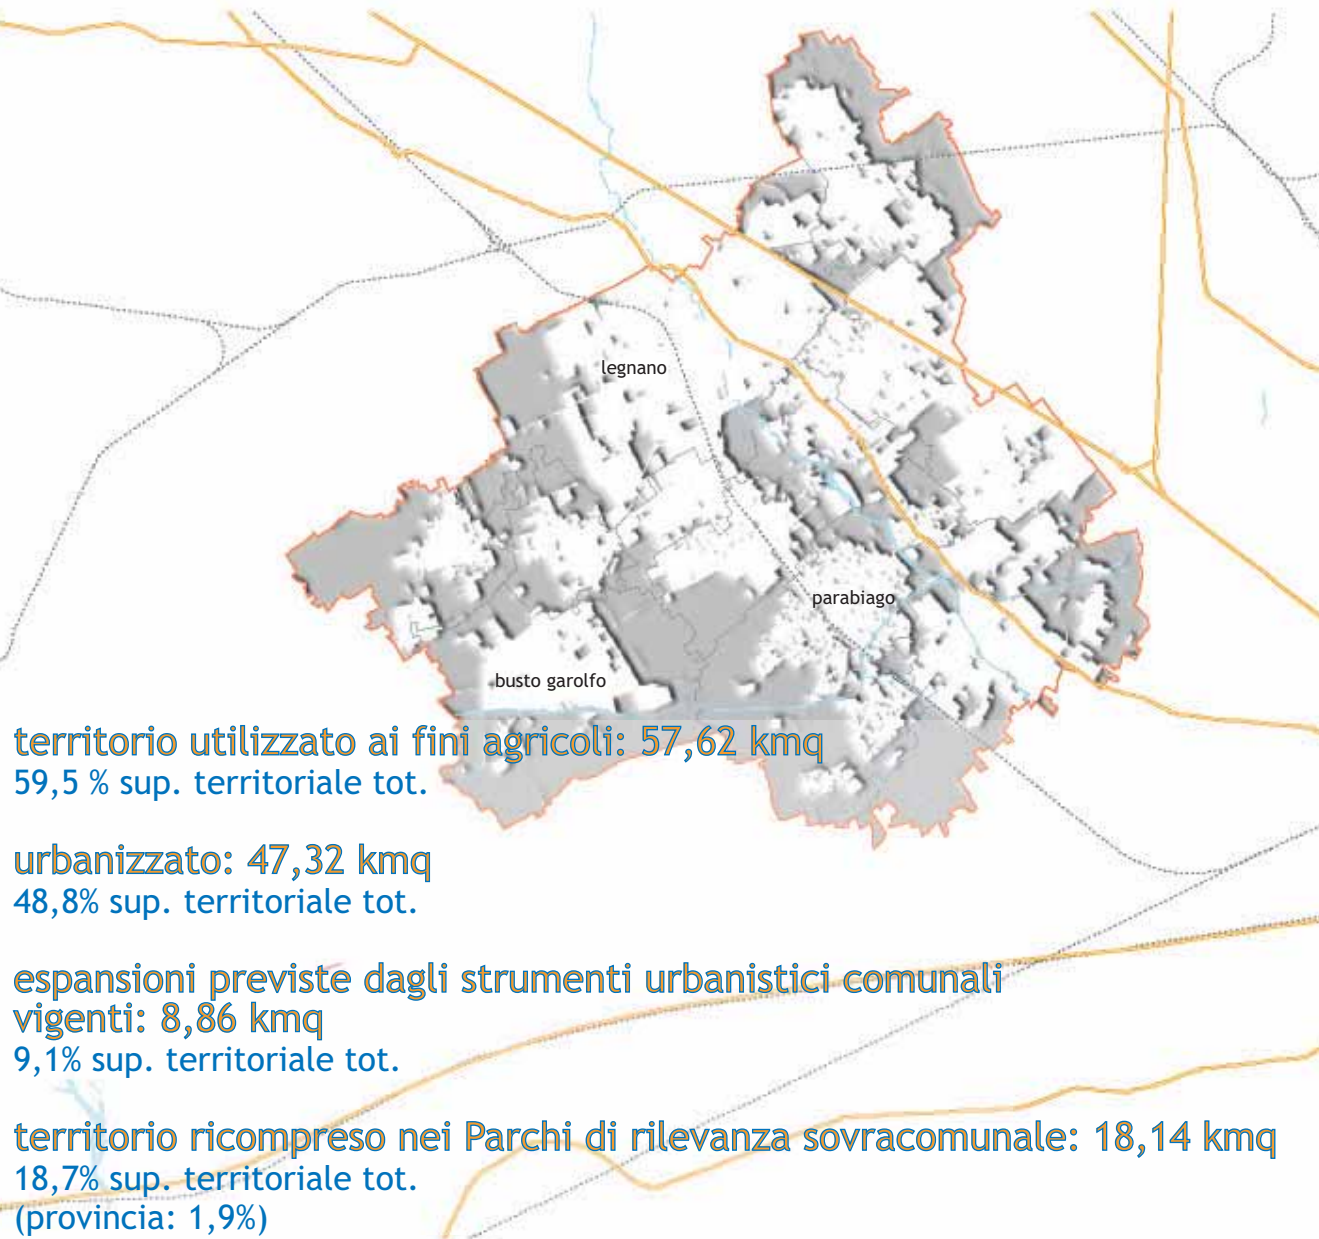 legnano
parabiago
busto garolfo
territorio utilizzato ai fini agricoli: 57,62 kmq
59,5 % sup. territoriale tot.
urbanizzato: 47,32 kmq
48,8% sup. territoriale tot.
espansioni previste dagli strumenti urbanistici comunali
vigenti: 8,86 kmq
9,1% sup. territoriale tot.
territorio ricompreso nei Parchi di rilevanza sovracomunale: 18,14 kmq
18,7% sup. territoriale tot.
(provincia: 1,9%)